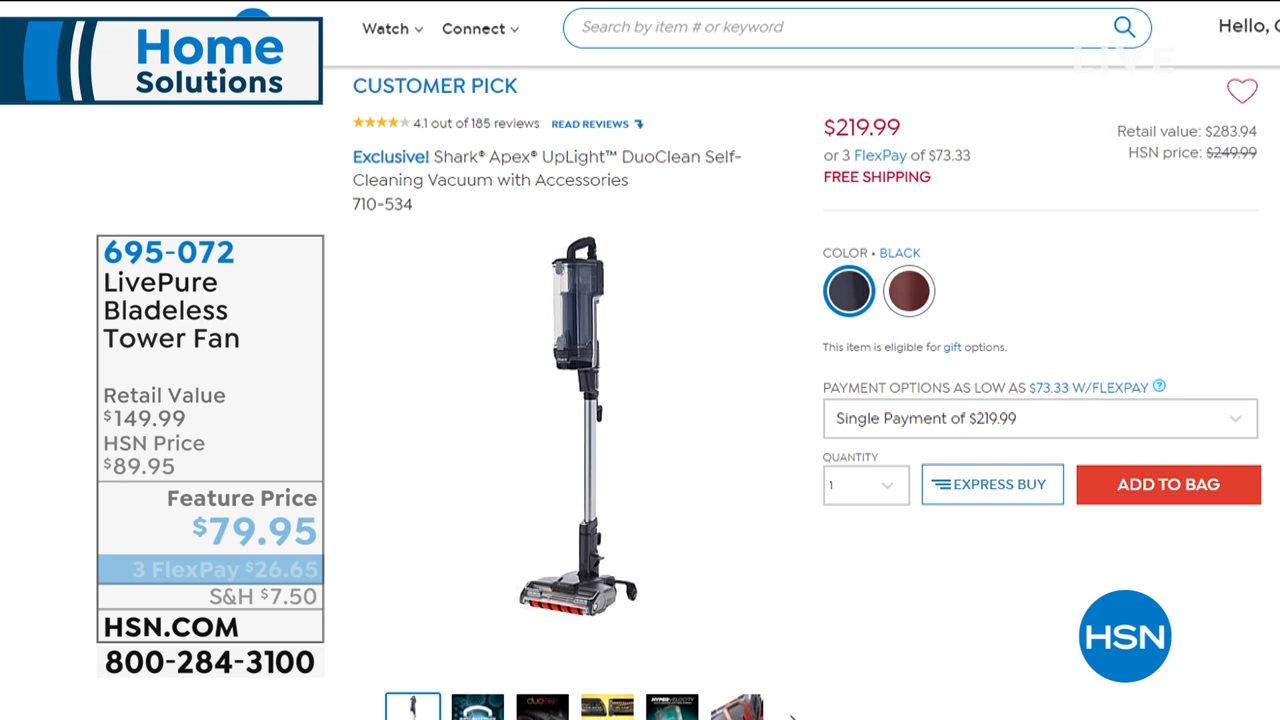 Home
Solutions
Watch
Connect
Search by item # or keyword
Hello,
LIVE
CUSTOMER PICK
4.1 out of 185 reviews READ REVIEWS
Exclusive! Shark® Apex® UpLight™ DuoClean Self-
Cleaning Vacuum with Accessories
710-534
$219.99
or 3 FlexPay of $73.33
FREE SHIPPING
Retail value: $283.94
HSN price: $249.99
COLOR • BLACK
This item is eligible for gift options.
PAYMENT OPTIONS AS LOW AS $73.33 W/FLEXPAY ?
Single Payment of $219.99
QUANTITY
1
EXPRESS BUY
ADD TO BAG
695-072
LivePure
Bladeless
Tower Fan
Retail Value
$149.99
HSN Price
$89.95
Feature Price
$79.95
3 FlexPay $26.65
S&H $7.50
HSN.COM
800-284-3100
HSN